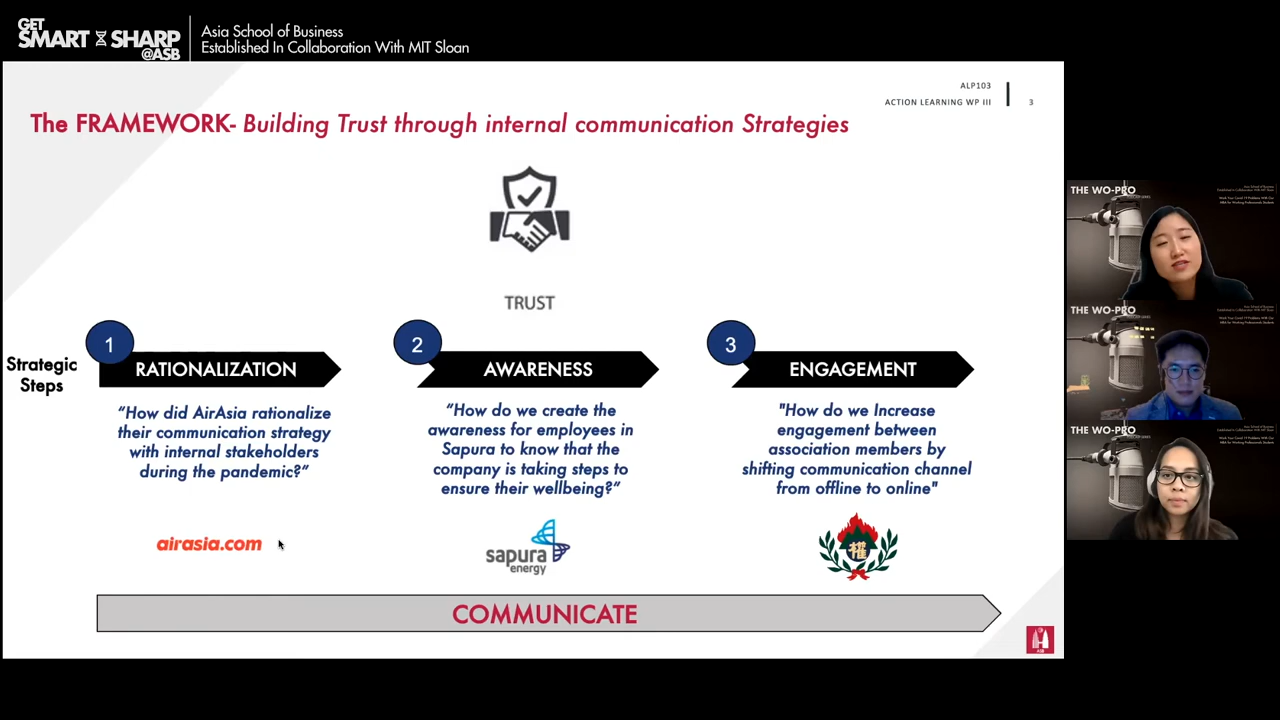 GET
SMART SHARP
@ASB
Asia School of Business
Established In Collaboration With MIT Sloan
ALP103
ACTION LEARNING WP III
3
The FRAMEWORK- Building Trust through internal communication Strategies
TRUST
Strategic
Steps
1
RATIONALIZATION
“How did AirAsia rationalize
their communication strategy
with internal stakeholders
during the pandemic?“
airasia.com
2
AWARENESS
“How do we create the
awareness for employees in
Sapura to know that the
company is taking steps to
ensure their wellbeing?”
sapura
energy
3
ENGAGEMENT
"How do we Increase
engagement between
association members by
shifting communication channel
from offline to online"
權
COMMUNICATE
ASB
THE WO-PRO
THE WO-PRO
THE WO-PRO